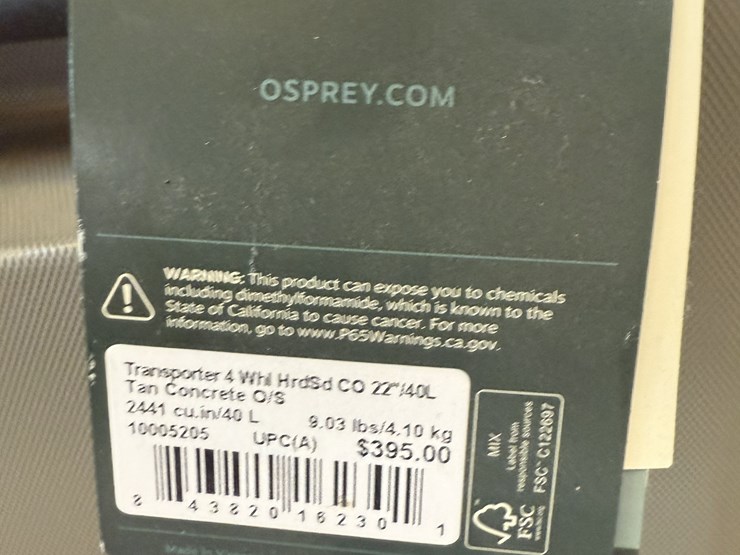 OSPREY.COM
WARNING: This product can expose you to chemicals
including dimethylformamide, which is known to the
State of California to cause cancer. For more
information, go to www.P65Warnings.ca.gov.
Transporter 4 Whl HrdSd CO 22"/40L
Tan Concrete O/S
2441 cu.in/40 L 9.03 lbs/4.10 kg
10005205 UPC(A) $395.00
8 43820 16230 1
MIX
Label from
responsible sources
FSC® C122697
FSC
Made in